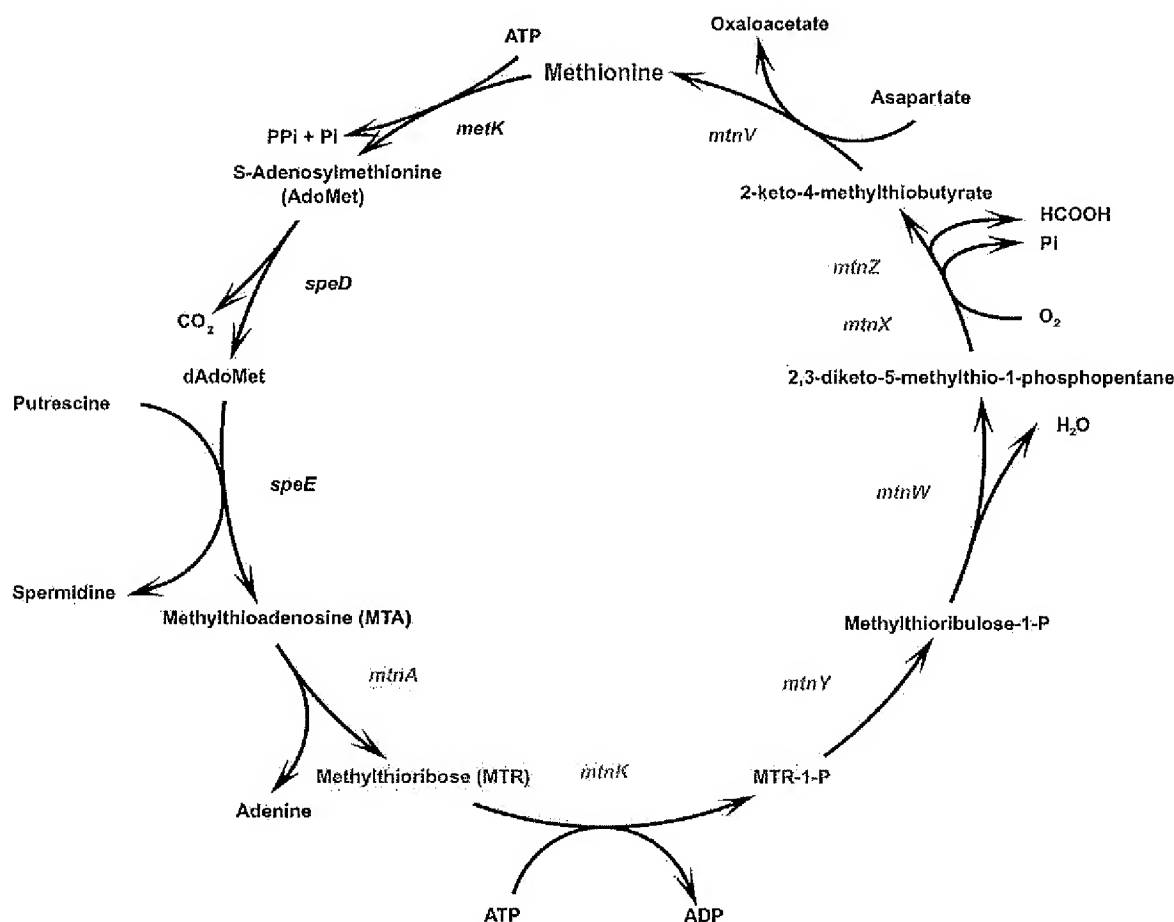 Oxaloacetate
ATP
Methionine
Asapartate
metK
mtnV
PPi + Pi
S-Adenosylmethionine
(AdoMet)
2-keto-4-methylthiobutyrate
HCOOH
Pi
mtnZ
speD
mtnX
O₂
CO₂
dAdoMet
2,3-diketo-5-methylthio-1-phosphopentane
Putrescine
H₂O
speE
mtnW
Spermidine
Methylthioadenosine (MTA)
Methylthioribulose-1-P
mtnA
mtnY
Methylthioribose (MTR)
mtnK
MTR-1-P
Adenine
ATP
ADP